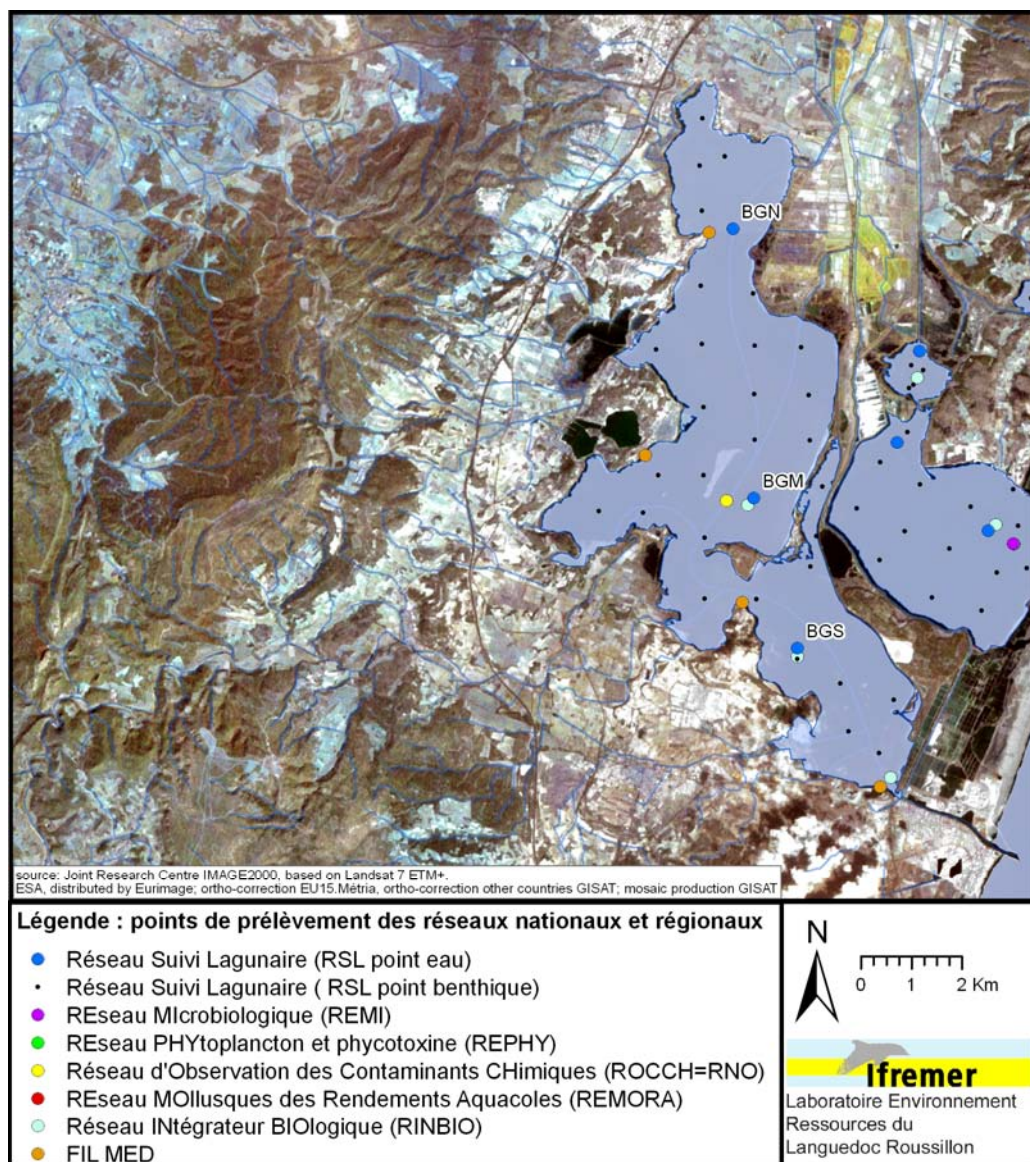 BGN
BGM
BGS
source: Joint Research Centre IMAGE2000, based on Landsat 7 ETM+.
ESA, distributed by Eurimage; ortho-correction EU15.Métria, ortho-correction other countries GISAT; mosaic production GISAT
Légende : points de prélèvement des réseaux nationaux et régionaux
Réseau Suivi Lagunaire (RSL point eau)
Réseau Suivi Lagunaire ( RSL point benthique)
REseau MIcrobiologique (REMI)
REseau PHYtoplancton et phycotoxine (REPHY)
Réseau d'Observation des Contaminants CHimiques (ROCCH=RNO)
REseau MOllusques des Rendements Aquacoles (REMORA)
Réseau INtégrateur BIOlogique (RINBIO)
FIL MED
N
0 1 2 Km
Ifremer
Laboratoire Environnement
Ressources du
Languedoc Roussillon